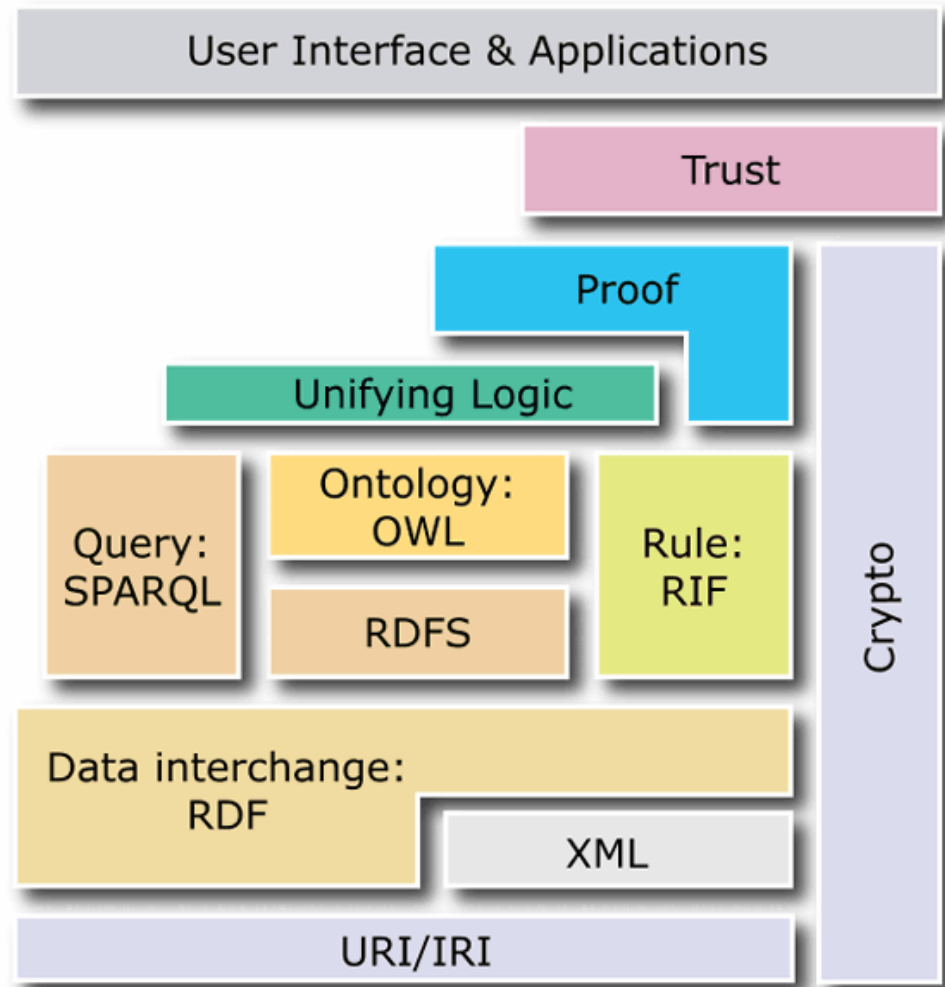 User Interface & Applications
Trust
Proof
Unifying Logic
Query:
SPARQL
Ontology:
OWL
RDFS
Rule:
RIF
Crypto
Data interchange:
RDF
XML
URI/IRI